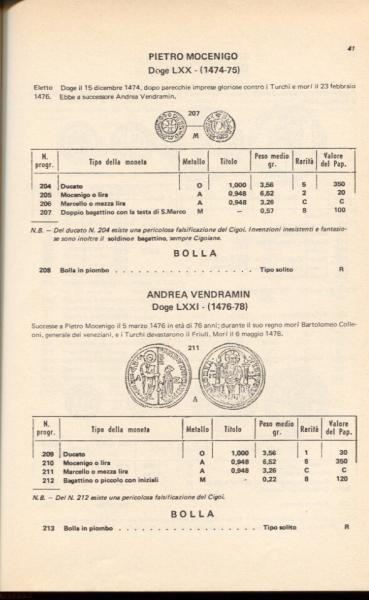 41
PIETRO MOCENIGO
Doge LXX - (1474-75)
Eletto Doge il 15 dicembre 1474, dopo parecchie imprese gloriose contro i Turchi e morì il 23 febbraio
1476. Ebbe a successore Andrea Vendramin.
207
M
N. progr. Tipo della moneta Metallo Titolo Peso medio gr. Rarità Valore del Pap.
204 Ducato O 1,000 3,56 5 350
205 Mocenigo o lira A 0,948 6,52 2 20
206 Marcello o mezza lira A 0,948 3,26 C C
207 Doppio bagattino con la testa di S.Marco M — 0,57 8 100
N.B. – Del ducato N. 204 esiste una pericolosa falsificazione del Cigoi. Invenzioni inesistenti e fantasio-
se sono inoltre il soldino e bagattino, sempre Cigoiane.
BOLLA
208 Bolla in piombo . . . . . . . . . . . . . . . . . . . Tipo solito R
ANDREA VENDRAMIN
Doge LXXI - (1476-78)
Successe a Pietro Mocenigo il 5 marzo 1476 in età di 76 anni; durante il suo regno morì Bartolomeo Colle-
oni, generale dei veneziani, e i Turchi devastarono il Friuli. Morì il 6 maggio 1478.
211
A
N. progr. Tipo della moneta Metallo Titolo Peso medio gr. Rarità Valore del Pap.
209 Ducato O 1,000 3,56 1 30
210 Mocenigo o lira A 0,948 6,52 8 350
211 Marcello o mezza lira A 0,948 3,26 C C
212 Bagattino o piccolo con iniziali M — 0,22 8 120
N.B. – Del N. 212 esiste una pericolosa falsificazione del Cigoi.
BOLLA
213 Bolla in piombo . . . . . . . . . . . . . . . . . . . Tipo solito R